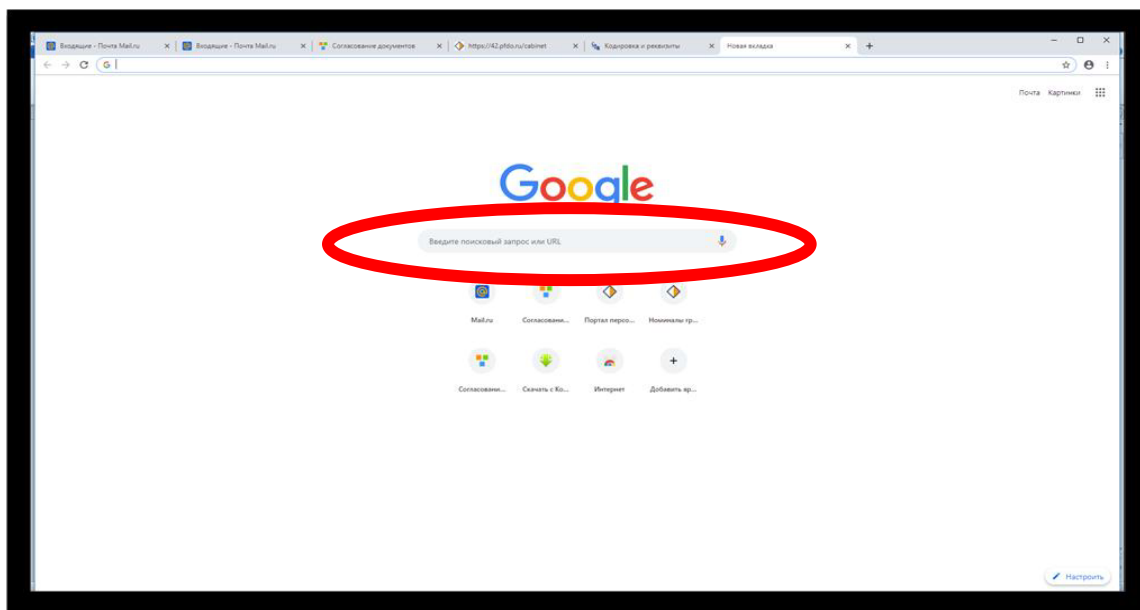 Входящие - Почта Mail.ru
Входящие - Почта Mail.ru
Согласование документов
https://42.pfdo.ru/cabinet
Кодировка и реквизиты
Новая вкладка
G
Почта Картинки
Google
Введите поисковый запрос или URL
Mail.ru Согласовани... Портал персо... Номиналы гр...
Согласовани... Скачать с Ko... Интернет Добавить яр...
Настроить